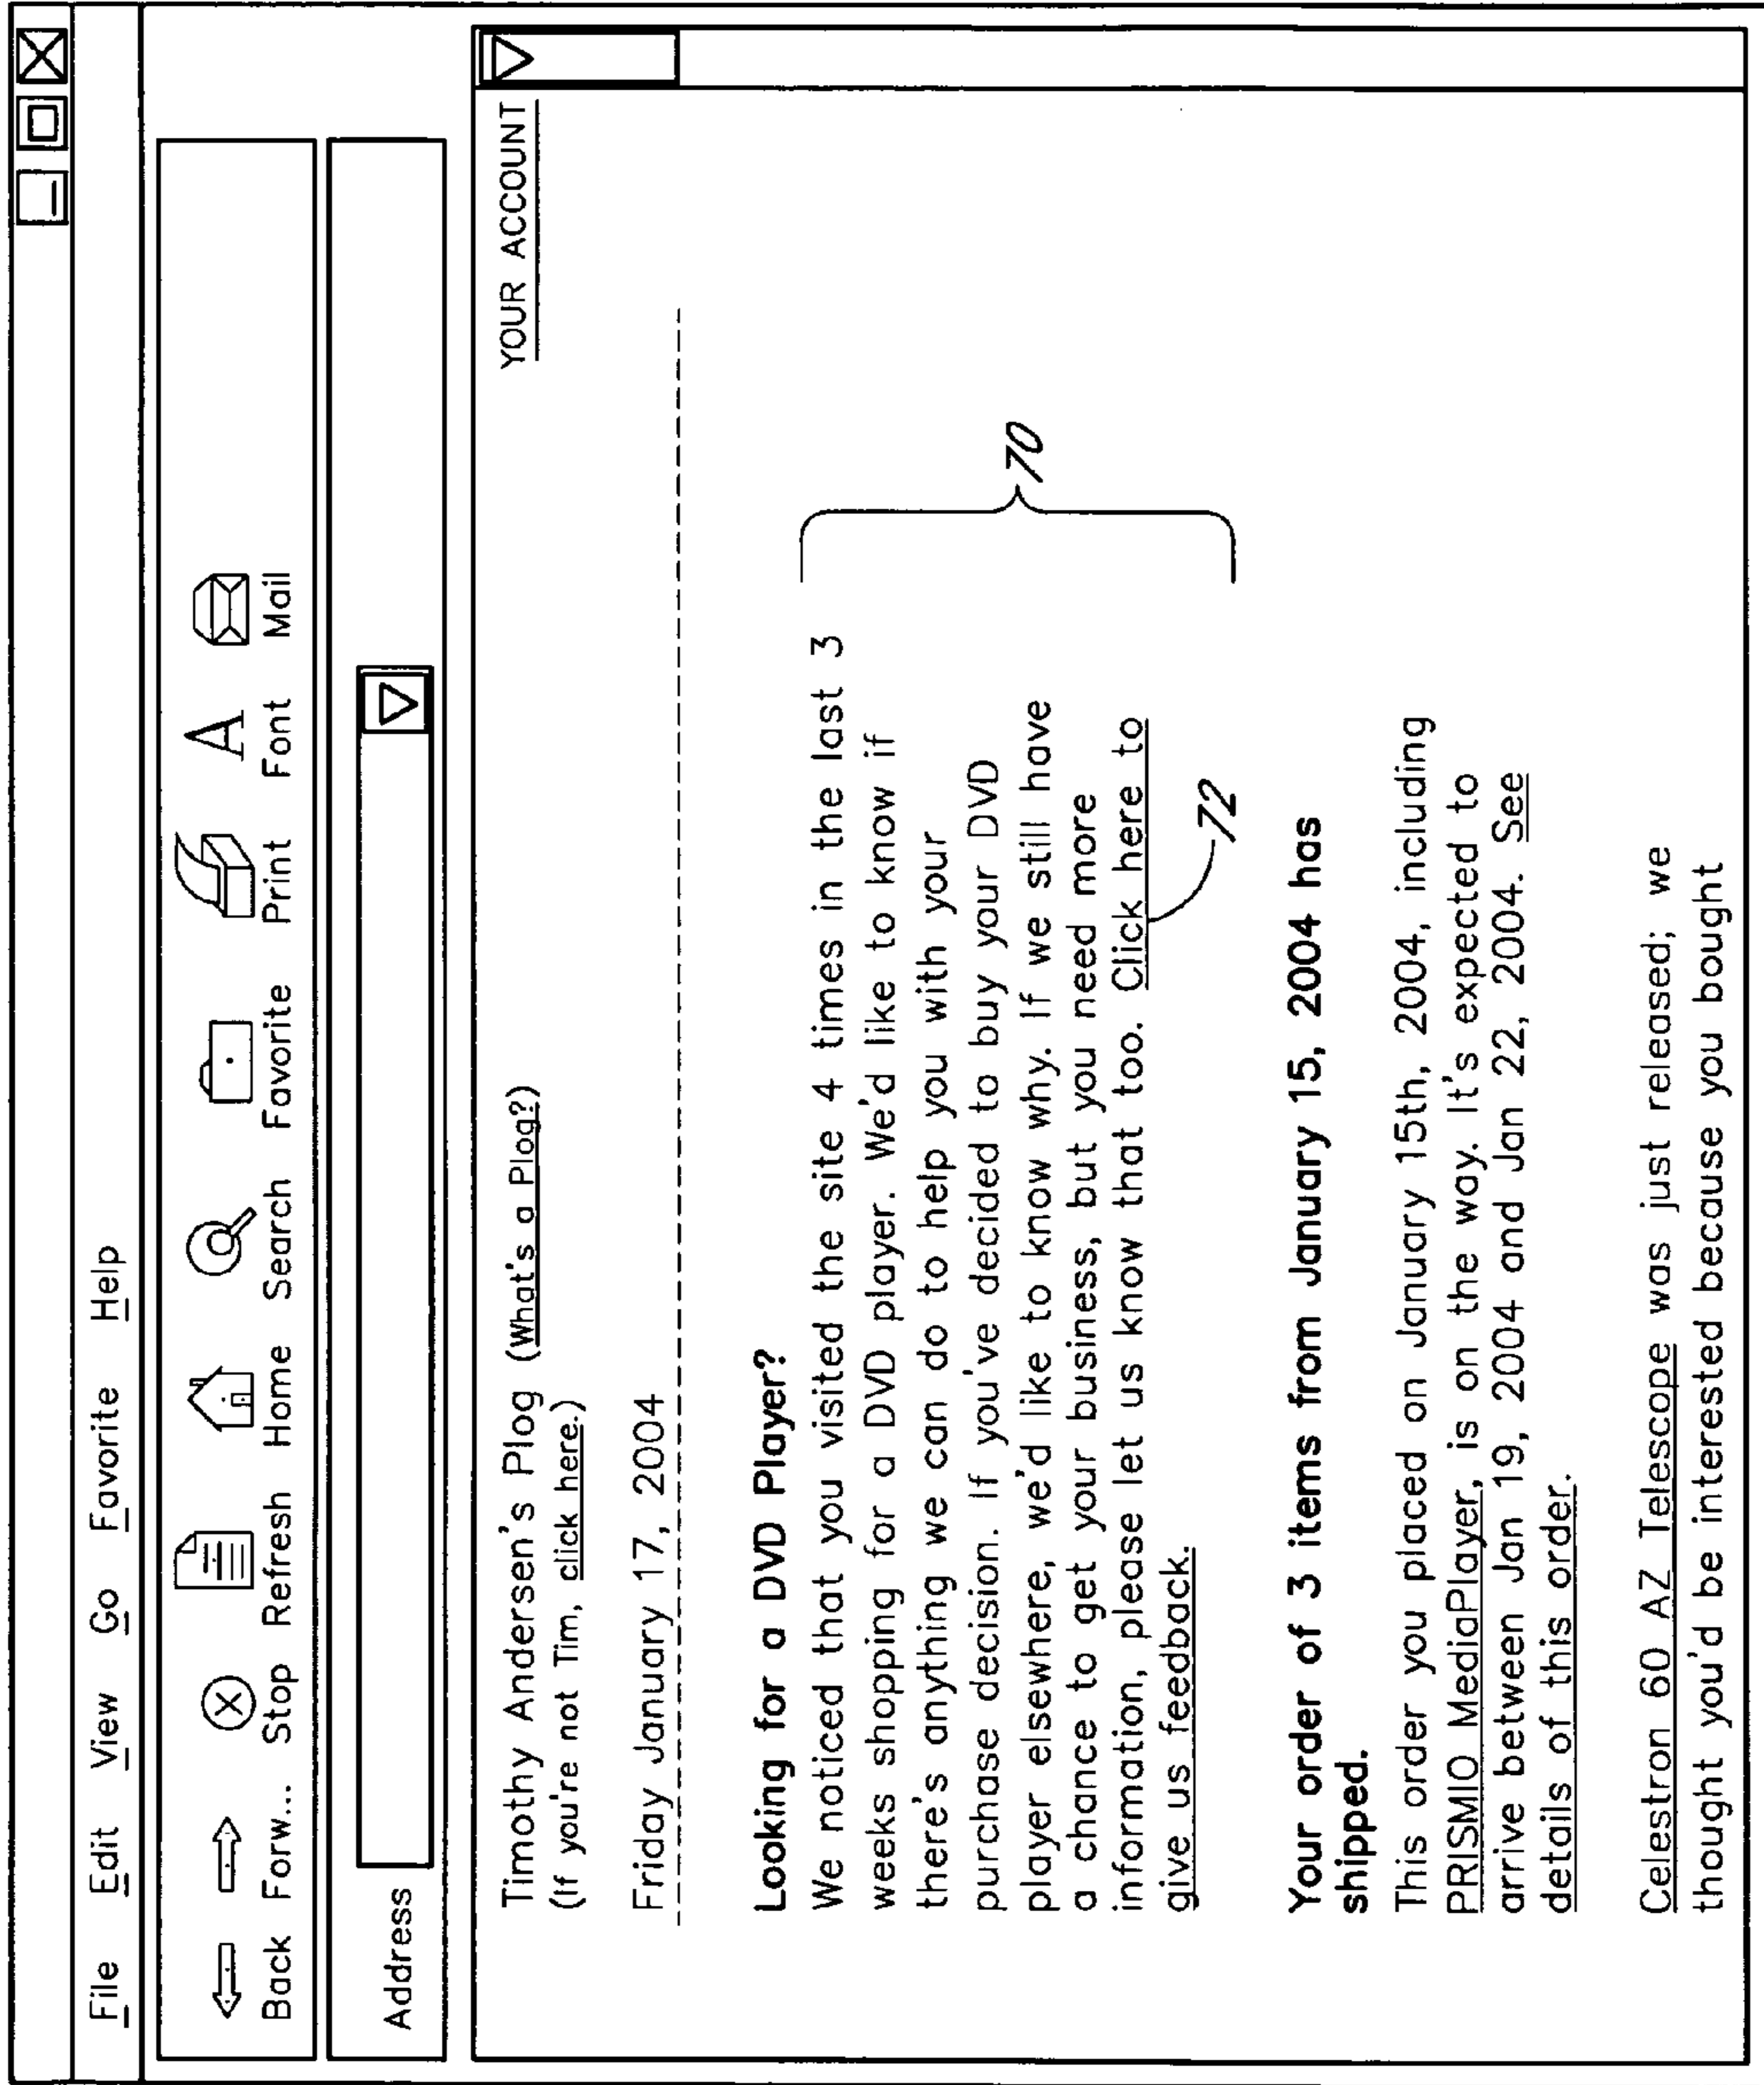 File Edit View Go Favorite Help
Back Forw... Stop Refresh Home Search Favorite Print Font Mail
Address
YOUR ACCOUNT
Timothy Andersen's Plog (What's a Plog?)
(If you're not Tim, click here.)
Friday January 17, 2004
Looking for a DVD Player?
We noticed that you visited the site 4 times in the last 3
weeks shopping for a DVD player. We'd like to know if
there's anything we can do to help you with your
purchase decision. If you've decided to buy your DVD
player elsewhere, we'd like to know why. If we still have
a chance to get your business, but you need more
information, please let us know that too. Click here to
give us feedback.
70
72
Your order of 3 items from January 15, 2004 has
shipped.
This order you placed on January 15th, 2004, including
PRISMIO MediaPlayer, is on the way. It's expected to
arrive between Jan 19, 2004 and Jan 22, 2004. See
details of this order.
Celestron 60 AZ Telescope was just released; we
thought you'd be interested because you bought